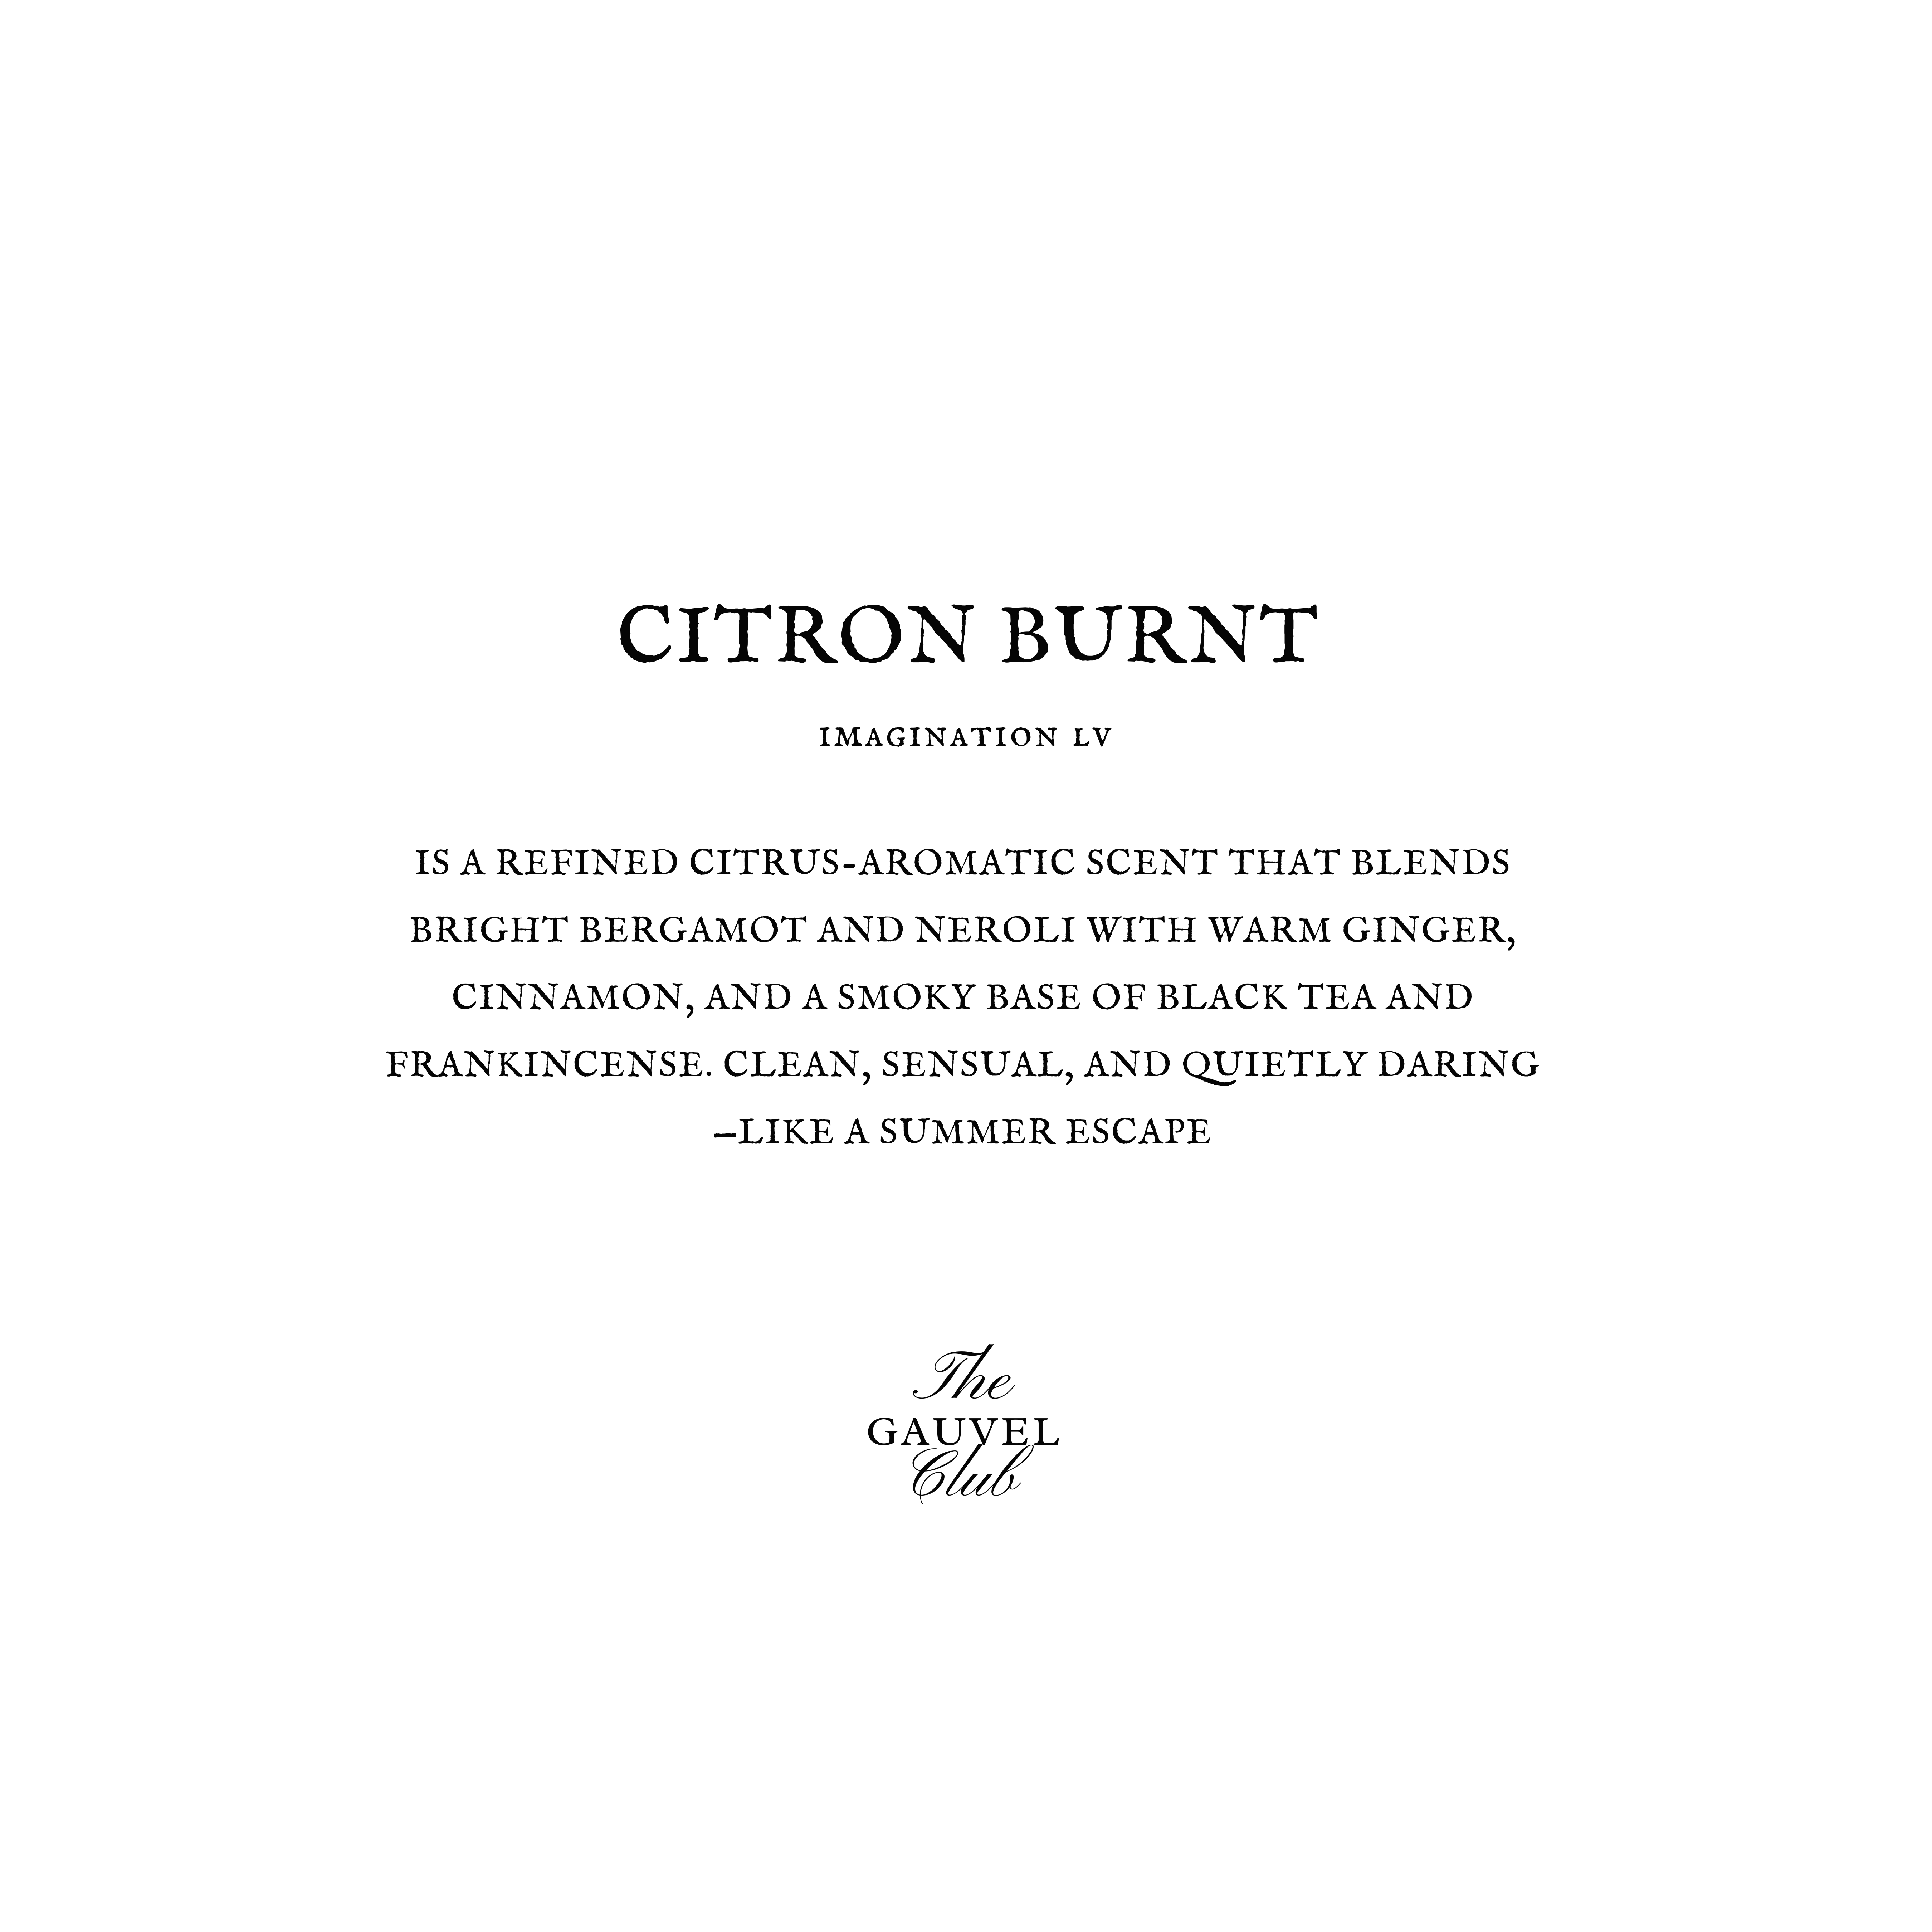 CITRON BURNT
IMAGINATION LV
IS A REFINED CITRUS-AROMATIC SCENT THAT BLENDS
BRIGHT BERGAMOT AND NEROLI WITH WARM GINGER,
CINNAMON, AND A SMOKY BASE OF BLACK TEA AND
FRANKINCENSE. CLEAN, SENSUAL, AND QUIETLY DARING
–LIKE A SUMMER ESCAPE
The
GAUVEL
Club